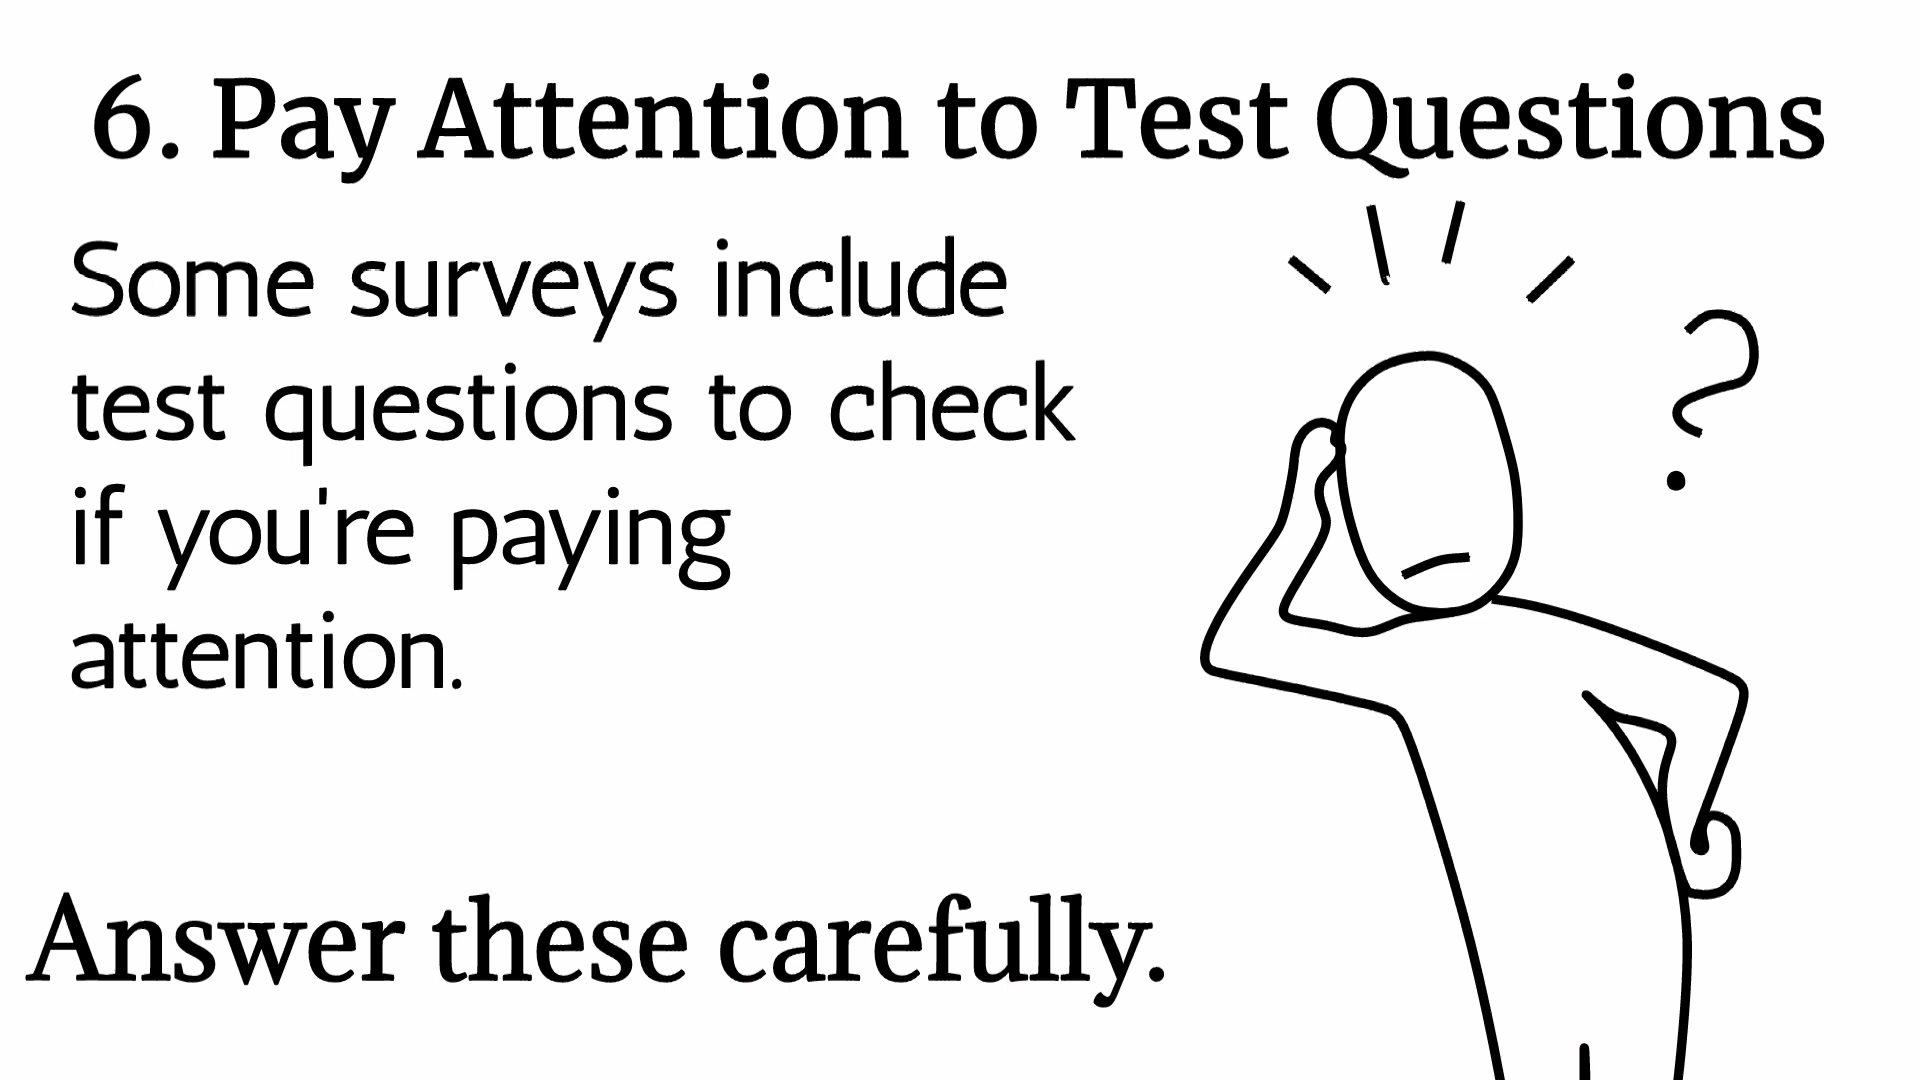 6. Pay Attention to Test Questions
Some surveys include
test questions to check
if you're paying
attention.
?
Answer these carefully.